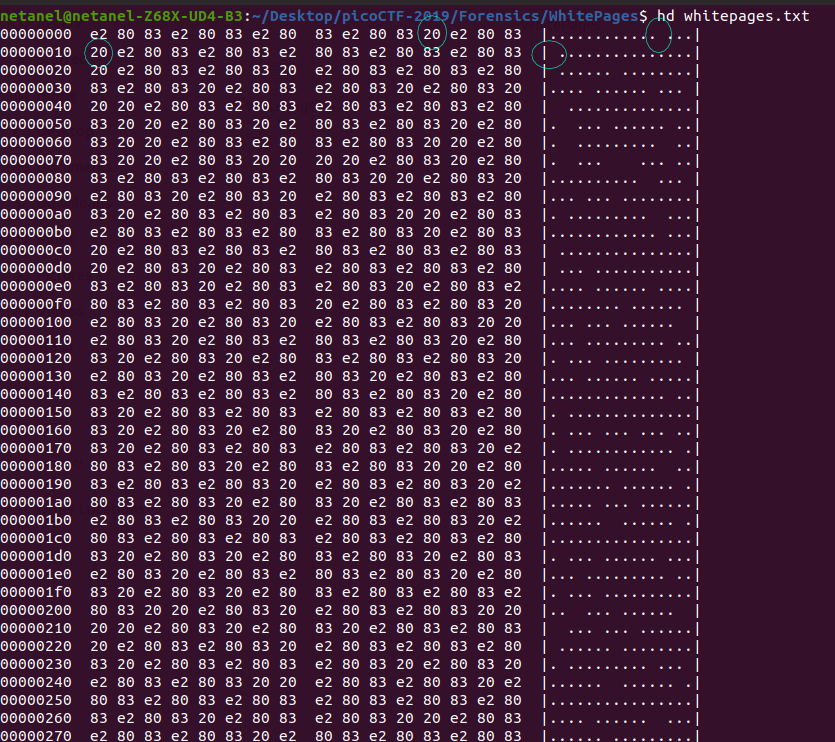 netanel@netanel-Z68X-UD4-B3:~/Desktop/picoCTF-2019/Forensics/WhitePages$ hd whitepages.txt
00000000  e2 80 83 e2 80 83 e2 80  83 e2 80 83 20 e2 80 83  |............ ...|
00000010  20 e2 80 83 e2 80 83 e2  80 83 e2 80 83 e2 80 83  | ...............|
00000020  20 e2 80 83 e2 80 83 20  e2 80 83 e2 80 83 e2 80  | ...... ........|
00000030  83 e2 80 83 20 e2 80 83  e2 80 83 20 e2 80 83 20  |.... ...... ... |
00000040  20 20 e2 80 83 e2 80 83  e2 80 83 e2 80 83 e2 80  |  ..............|
00000050  83 20 20 e2 80 83 20 e2  80 83 e2 80 83 20 e2 80  |.  ... ...... ..|
00000060  83 20 20 e2 80 83 e2 80  83 e2 80 83 20 20 e2 80  |.  .........  ..|
00000070  83 20 20 e2 80 83 20 20  20 20 e2 80 83 20 e2 80  |.  ...    ... ..|
00000080  83 e2 80 83 e2 80 83 e2  80 83 20 20 e2 80 83 20  |..........  ... |
00000090  e2 80 83 20 e2 80 83 20  e2 80 83 e2 80 83 e2 80  |... ... ........|
000000a0  83 20 e2 80 83 e2 80 83  e2 80 83 20 20 e2 80 83  |. .........  ...|
000000b0  e2 80 83 e2 80 83 e2 80  83 e2 80 83 20 e2 80 83  |............ ...|
000000c0  20 e2 80 83 e2 80 83 e2  80 83 e2 80 83 e2 80 83  | ...............|
000000d0  20 e2 80 83 20 e2 80 83  e2 80 83 e2 80 83 e2 80  | ... ...........|
000000e0  83 e2 80 83 20 e2 80 83  e2 80 83 20 e2 80 83 e2  |.... ...... ....|
000000f0  80 83 e2 80 83 e2 80 83  20 e2 80 83 e2 80 83 20  |........ ...... |
00000100  e2 80 83 20 e2 80 83 20  e2 80 83 e2 80 83 20 20  |... ... ......  |
00000110  e2 80 83 20 e2 80 83 e2  80 83 20 e2 80 83 e2 80  |... ...... .....|
00000120  83 20 e2 80 83 20 e2 80  83 e2 80 83 e2 80 83 20  |. ... ......... |
00000130  e2 80 83 20 e2 80 83 e2  80 83 20 e2 80 83 e2 80  |... ...... .....|
00000140  83 e2 80 83 e2 80 83 e2  80 83 e2 80 83 20 e2 80  |............. ..|
00000150  83 20 e2 80 83 e2 80 83  e2 80 83 e2 80 83 e2 80  |. ..............|
00000160  83 20 e2 80 83 20 e2 80  83 20 e2 80 83 e2 80 83  |. ... ... ......|
00000170  83 20 e2 80 83 e2 80 83  e2 80 83 e2 80 83 20 e2  |. ............ .|
00000180  80 83 e2 80 83 20 e2 80  83 e2 80 83 20 20 e2 80  |..... ......  ..|
00000190  83 e2 80 83 20 e2 80 83  e2 80 83 e2 80 83 20 e2  |.... ......... .|
000001a0  80 83 e2 80 83 20 e2 80  83 20 e2 80 83 e2 80 83  |..... ... ......|
000001b0  e2 80 83 e2 80 83 20 20  e2 80 83 e2 80 83 20 e2  |......  ...... .|
000001c0
000001d0  83 20 e2 80 83 20 e2 80  83 e2 80 83 20 e2 80 83  |. ... ...... ...|
000001e0  e2 80 83 20 e2 80 83 e2  80 83 e2 80 83 20 e2 80  |... ......... ..|
000001f0  83 20 e2 80 83 20 e2 80  83 e2 80 83 e2 80 83 e2  |. ... ..........|
00000200  80 83 20 20 e2 80 83 20  e2 80 83 e2 80 83 20 20  |..  ... ......  |
00000210  20 20 e2 80 83 20 e2 80  83 20 e2 80 83 e2 80 83  |  ... ... ......|
00000220  20 e2 80 83 e2 80 83 20  e2 80 83 e2 80 83 e2 80  | ...... ........|
00000230
00000240  e2 80 83 e2 80 83 20 20  e2 80 83 e2 80 83 20 e2  |......  ...... .|
00000250  80 83 e2 80 83 e2 80 83  e2 80 83 e2 80 83 e2 80  |................|
00000260  83 e2 80 83 20 e2 80 83  e2 80 83 20 20 e2 80 83  |.... ......  ...|
00000270  e2 80 83 e2 80 83 20 e2  80 83 e2 80 83 e2 80 83  |...... .........|